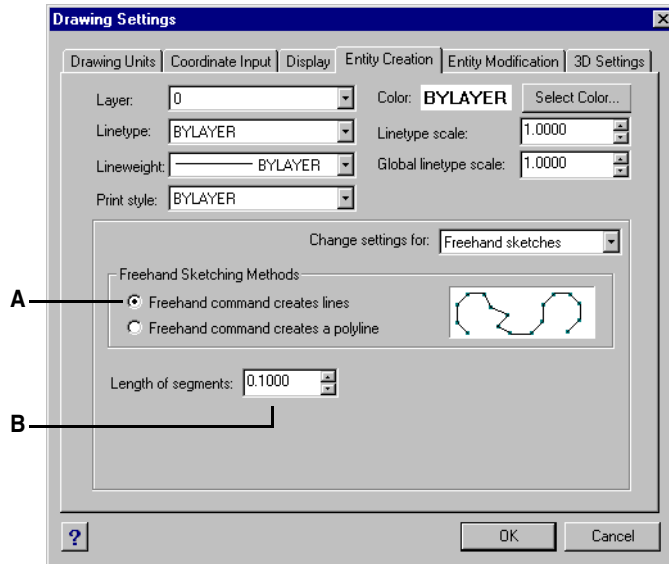 Drawing Settings
Drawing Units Coordinate Input Display Entity Creation Entity Modification 3D Settings
Layer: 0 Color: BYLAYER Select Color...
Linetype: BYLAYER Linetype scale: 1.0000
Lineweight: BYLAYER Global linetype scale: 1.0000
Print style: BYLAYER
Change settings for: Freehand sketches
Freehand Sketching Methods
A Freehand command creates lines
Freehand command creates a polyline
Length of segments: 0.1000
B
? OK Cancel